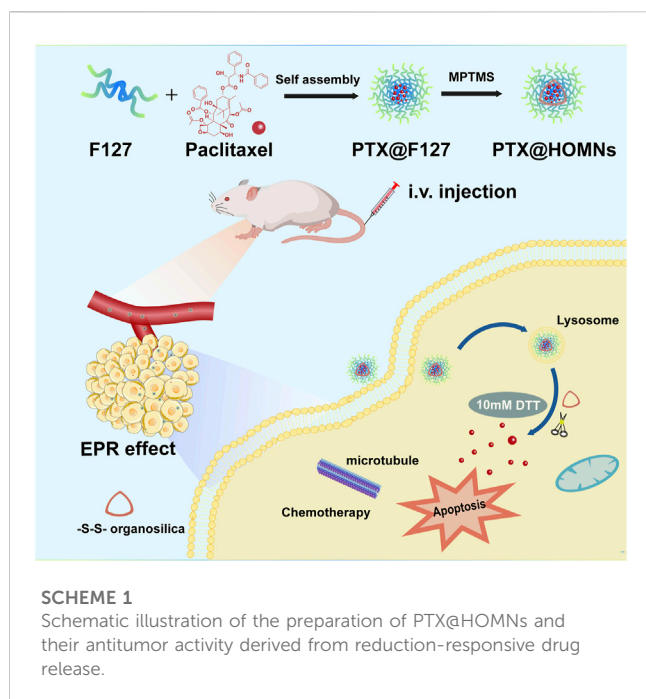 Self assembly
MPTMS
+
F127
Paclitaxel
PTX@F127
PTX@HOMNs
i.v. injection
Lysosome
10mM DTT
EPR effect
microtubule
Chemotherapy
Apoptosis
-S-S- organosilica
SCHEME 1
Schematic illustration of the preparation of PTX@HOMNs and
their antitumor activity derived from reduction-responsive drug
release.